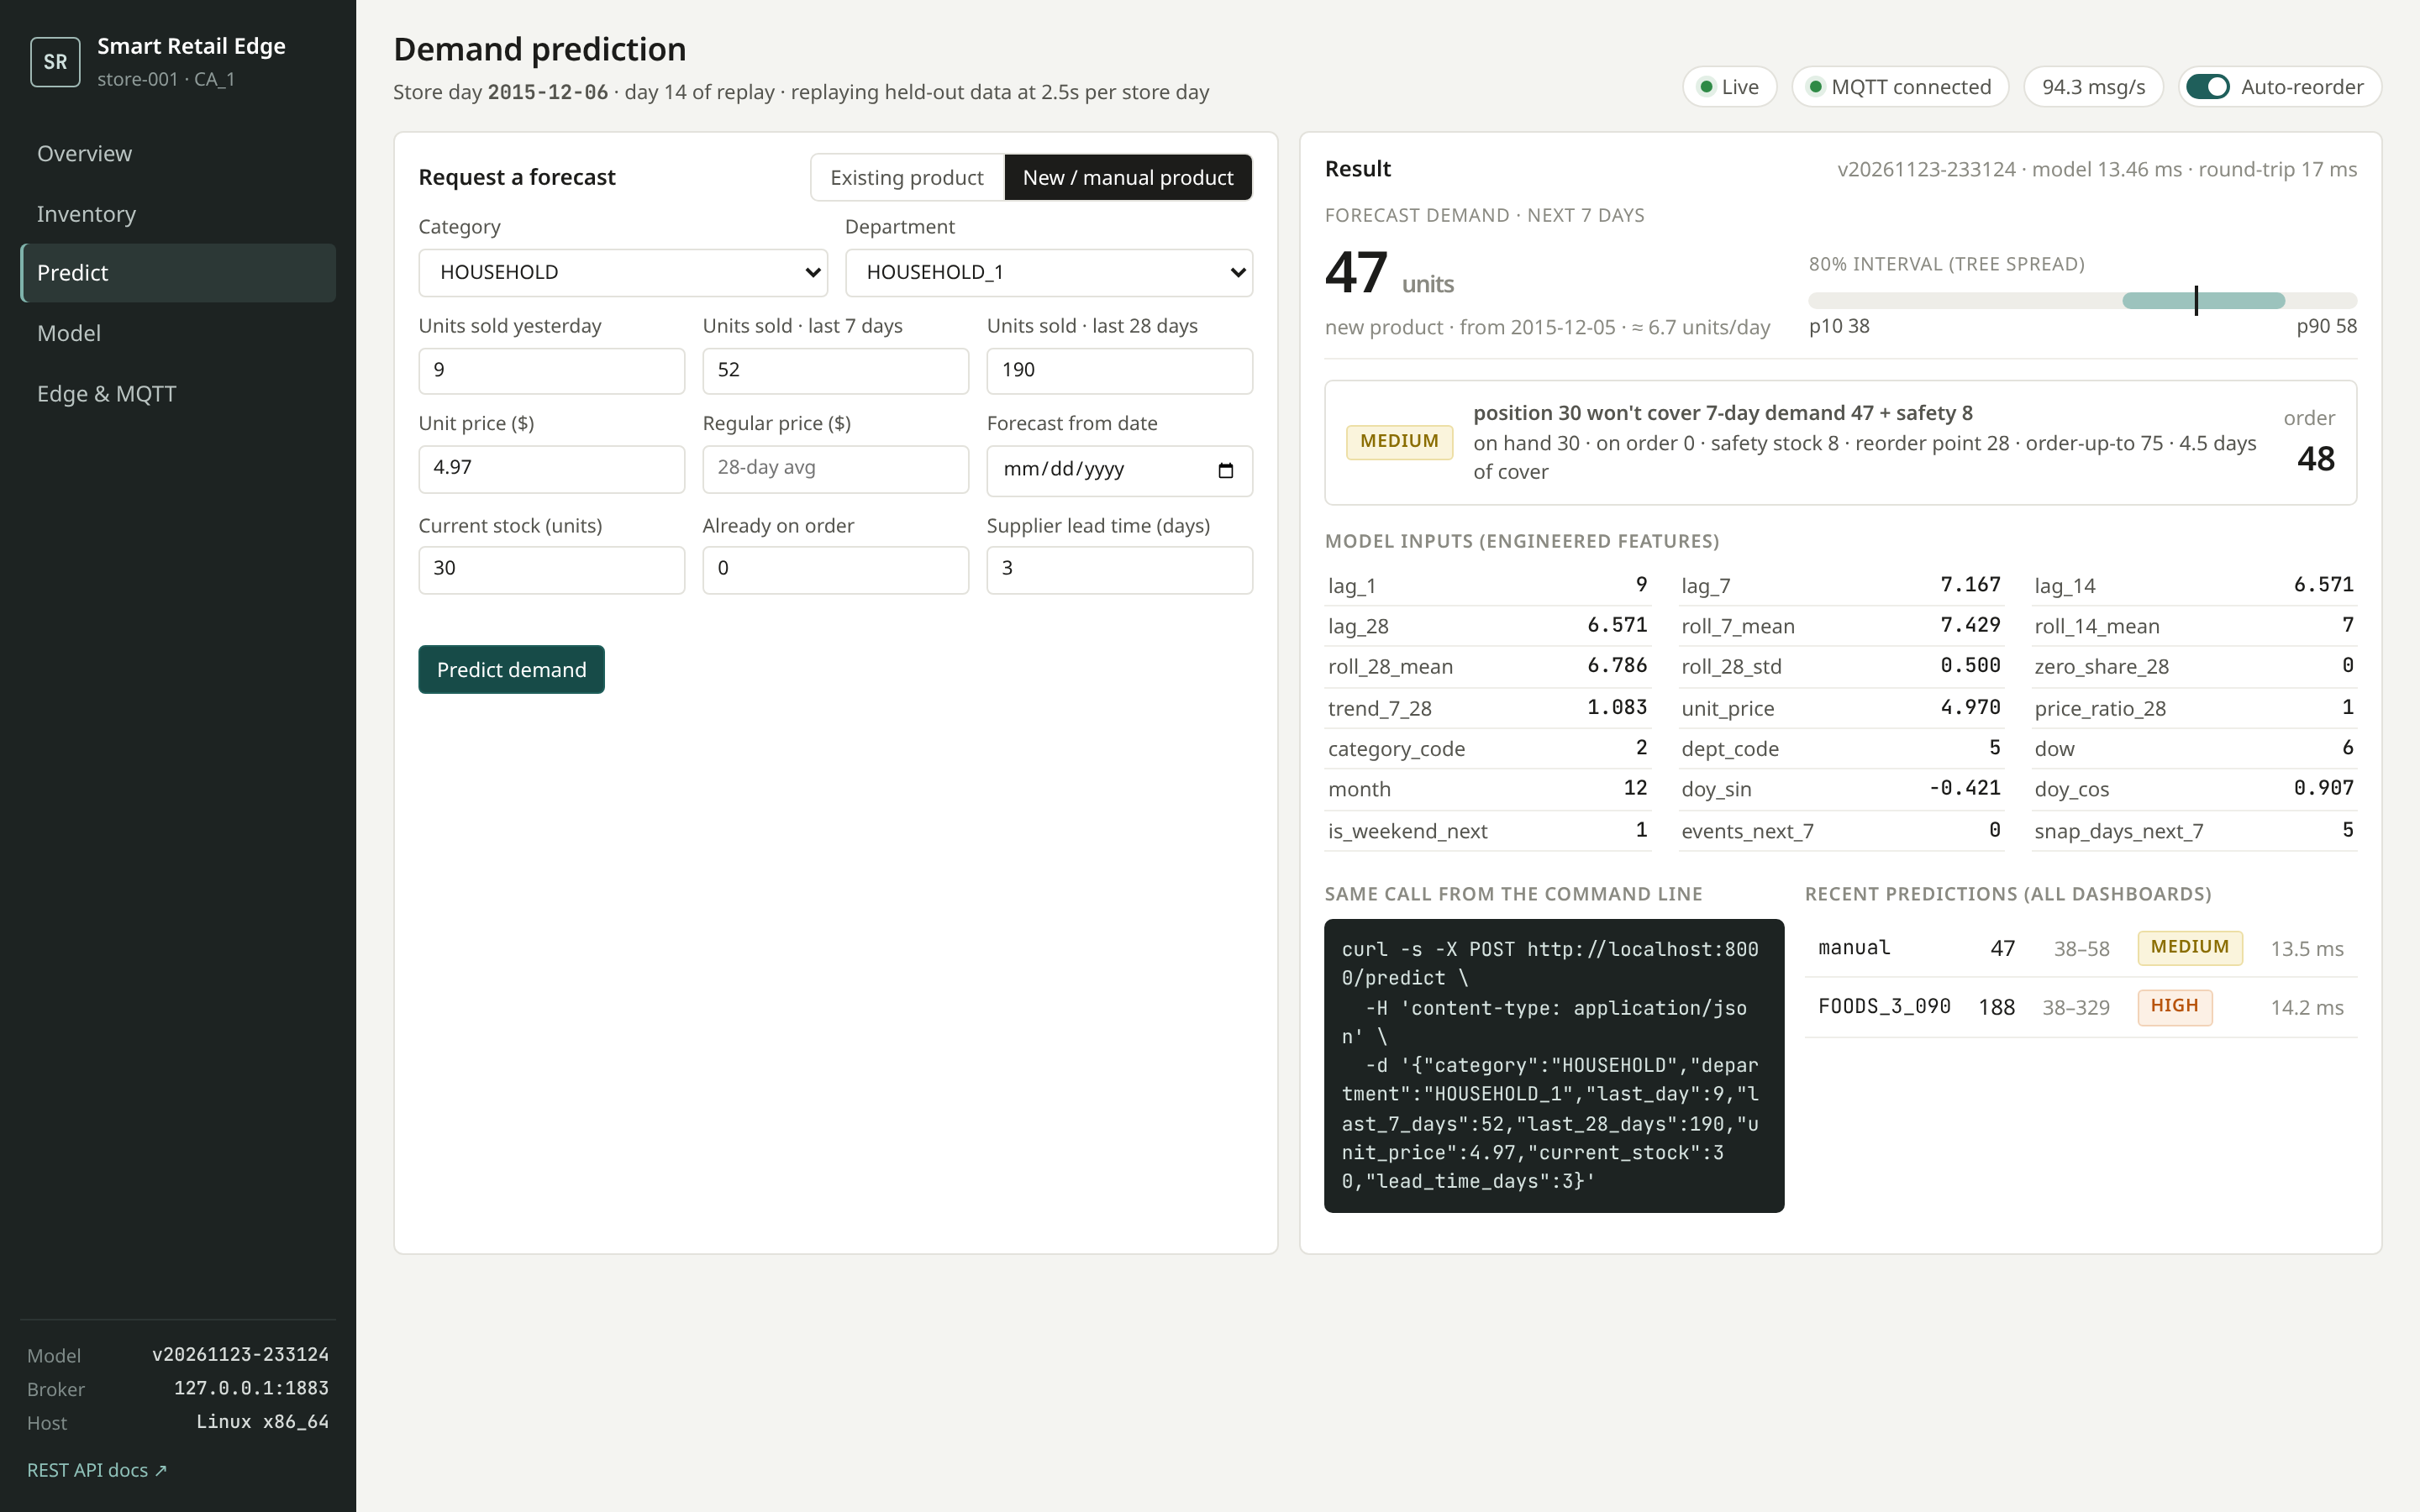 SR
Smart Retail Edge
store-001 · CA_1
Overview
Inventory
Predict
Model
Edge & MQTT
Model v20261123-233124
Broker 127.0.0.1:1883
Host Linux x86_64
REST API docs ↗
Demand prediction
Store day 2015-12-06 · day 14 of replay · replaying held-out data at 2.5s per store day
Live
MQTT connected
94.3 msg/s
Auto-reorder
Request a forecast
Existing product
New / manual product
Category
Department
HOUSEHOLD
HOUSEHOLD_1
Units sold yesterday
Units sold · last 7 days
Units sold · last 28 days
9
52
190
Unit price ($)
Regular price ($)
Forecast from date
4.97
28-day avg
mm/dd/yyyy
Current stock (units)
Already on order
Supplier lead time (days)
30
0
3
Predict demand
Result
v20261123-233124 · model 13.46 ms · round-trip 17 ms
FORECAST DEMAND · NEXT 7 DAYS
47 units
new product · from 2015-12-05 · ≈ 6.7 units/day
80% INTERVAL (TREE SPREAD)
p10 38
p90 58
MEDIUM
position 30 won't cover 7-day demand 47 + safety 8
on hand 30 · on order 0 · safety stock 8 · reorder point 28 · order-up-to 75 · 4.5 days
of cover
order
48
MODEL INPUTS (ENGINEERED FEATURES)
lag_1 9 lag_7 7.167 lag_14 6.571
lag_28 6.571 roll_7_mean 7.429 roll_14_mean 7
roll_28_mean 6.786 roll_28_std 0.500 zero_share_28 0
trend_7_28 1.083 unit_price 4.970 price_ratio_28 1
category_code 2 dept_code 5 dow 6
month 12 doy_sin -0.421 doy_cos 0.907
is_weekend_next 1 events_next_7 0 snap_days_next_7 5
SAME CALL FROM THE COMMAND LINE
curl -s -X POST http://localhost:800
0/predict \
-H 'content-type: application/jso
n' \
-d '{"category":"HOUSEHOLD","depar
tment":"HOUSEHOLD_1","last_day":9,"l
ast_7_days":52,"last_28_days":190,"u
nit_price":4.97,"current_stock":3
0,"lead_time_days":3}'
RECENT PREDICTIONS (ALL DASHBOARDS)
manual 47 38–58 MEDIUM 13.5 ms
FOODS_3_090 188 38–329 HIGH 14.2 ms